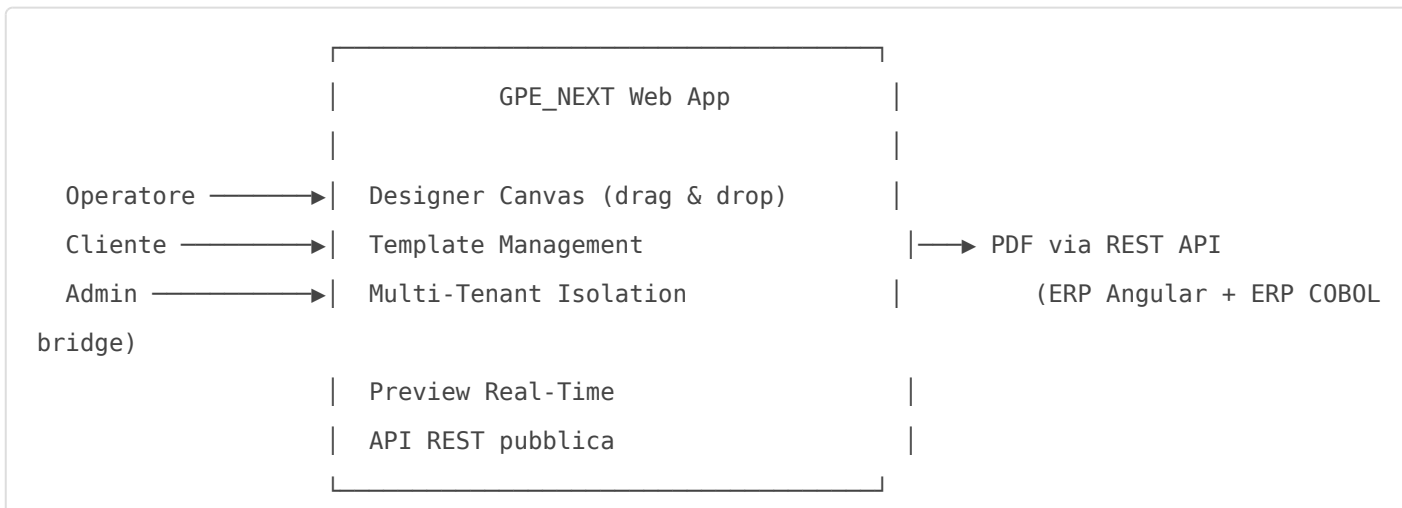 GPE_NEXT Web App
Operatore ───────▶│ Designer Canvas (drag & drop) │
Cliente ─────────▶│ Template Management │───▶ PDF via REST API
Admin ───────────▶│ Multi-Tenant Isolation │ (ERP Angular + ERP COBOL
bridge)
│ Preview Real-Time │
│ API REST pubblica │